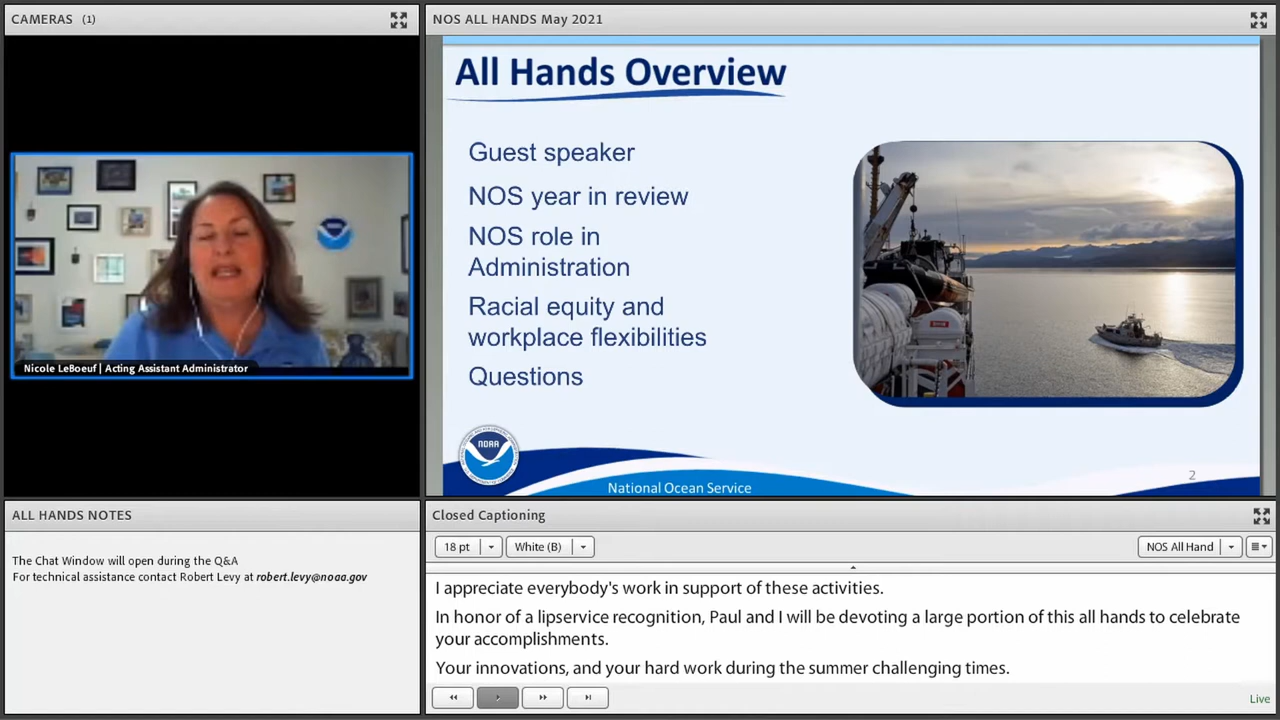 CAMERAS (1)
Nicole LeBoeuf | Acting Assistant Administrator
NOS ALL HANDS May 2021
All Hands Overview
Guest speaker
NOS year in review
NOS role in
Administration
Racial equity and
workplace flexibilities
Questions
NOAA
National Ocean Service
2
ALL HANDS NOTES
The Chat Window will open during the Q&A
For technical assistance contact Robert Levy at robert.levy@noaa.gov
Closed Captioning
18 pt
White (B)
NOS All Hand
I appreciate everybody's work in support of these activities.
In honor of a lipservice recognition, Paul and I will be devoting a large portion of this all hands to celebrate
your accomplishments.
Your innovations, and your hard work during the summer challenging times.
Live